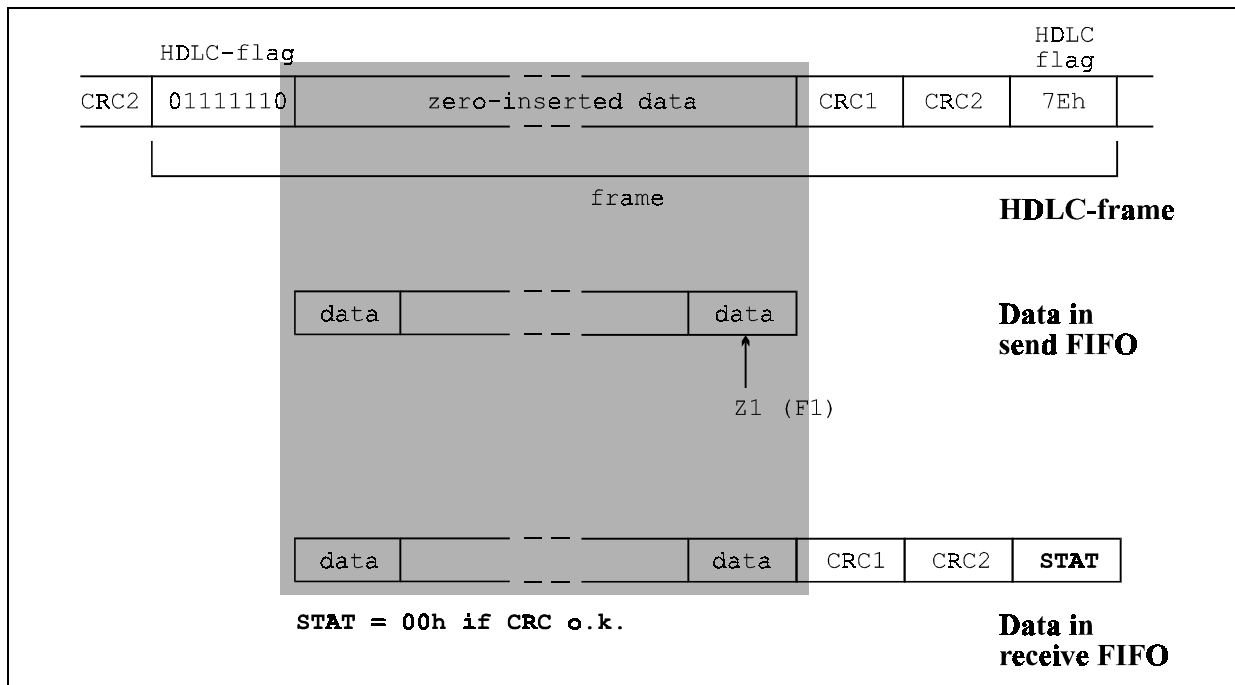 HDLC-flag
HDLC
flag
CRC2 01111110 zero-inserted data CRC1 CRC2 7Eh
frame
HDLC-frame
data data
Data in
send FIFO
Z1 (F1)
data data CRC1 CRC2 STAT
STAT = 00h if CRC o.k.
Data in
receive FIFO